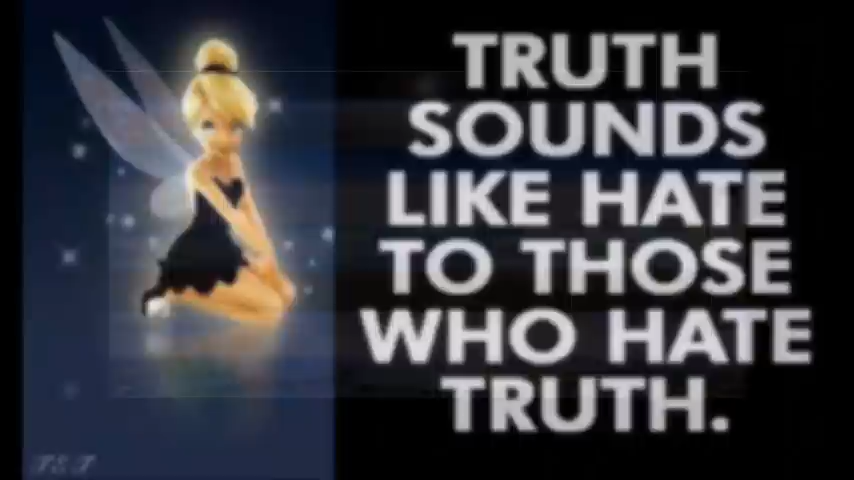 TRUTH
SOUNDS
LIKE HATE
TO THOSE
WHO HATE
TRUTH.